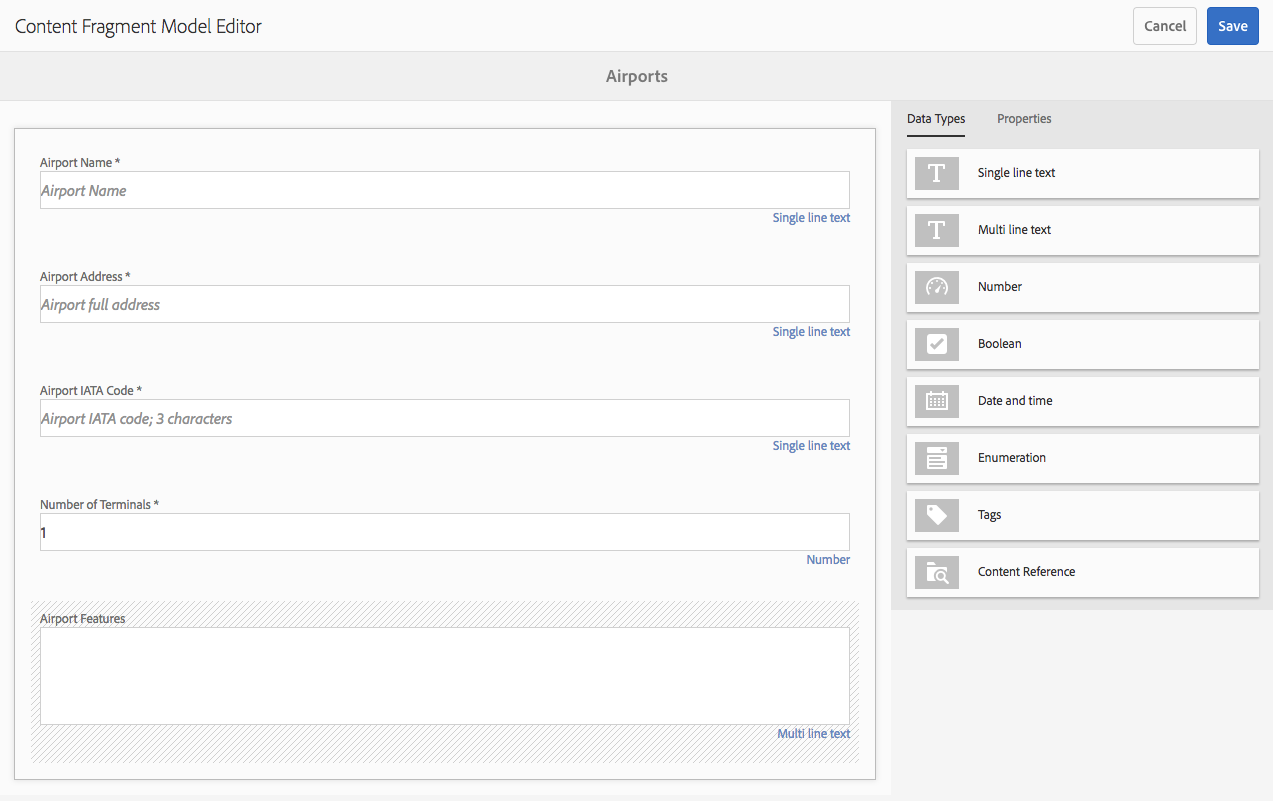 Content Fragment Model Editor
Cancel
Save
Airports
Airport Name *
Airport Name
Single line text
Airport Address *
Airport full address
Single line text
Airport IATA Code *
Airport IATA code; 3 characters
Single line text
Number of Terminals *
1
Number
Airport Features
Multi line text
Data Types
Properties
Single line text
Multi line text
Number
Boolean
Date and time
Enumeration
Tags
Content Reference